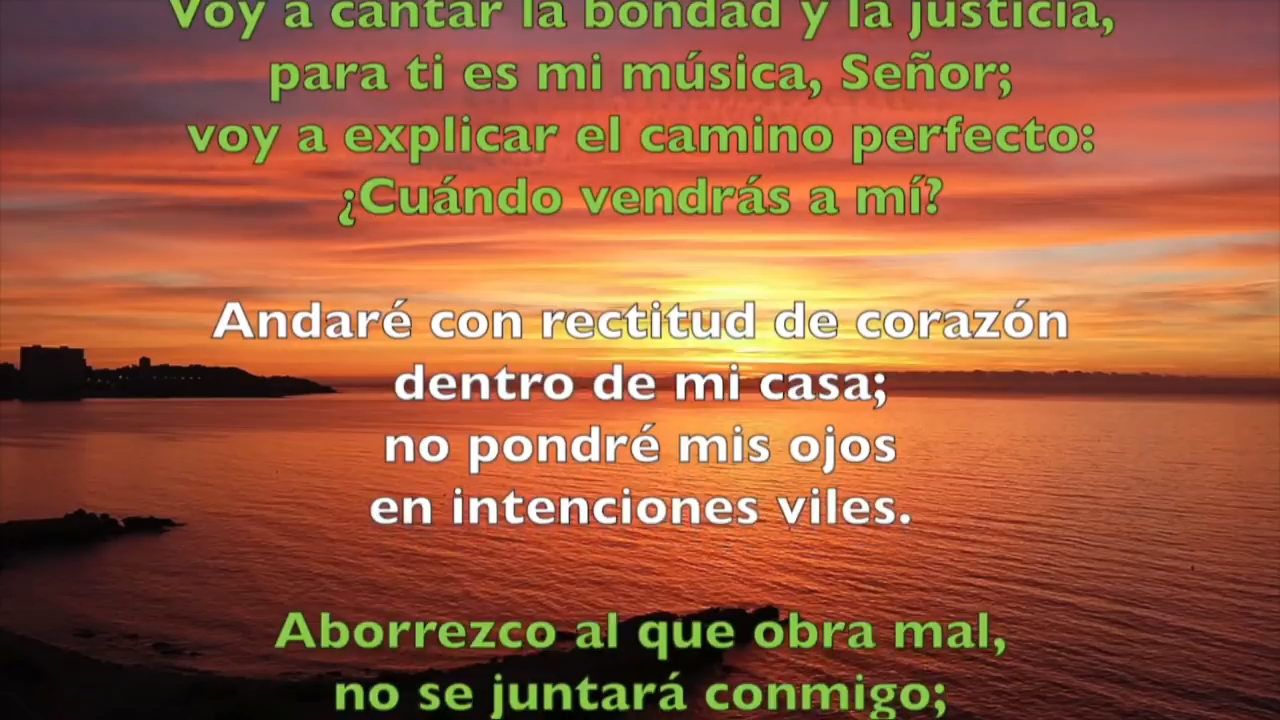 Voy a cantar la bondad y la justicia,
para ti es mi música, Señor;
voy a explicar el camino perfecto:
¿Cuándo vendrás a mí?
Andaré con rectitud de corazón
dentro de mi casa;
no pondré mis ojos
en intenciones viles.
Aborrezco al que obra mal,
no se juntará conmigo;